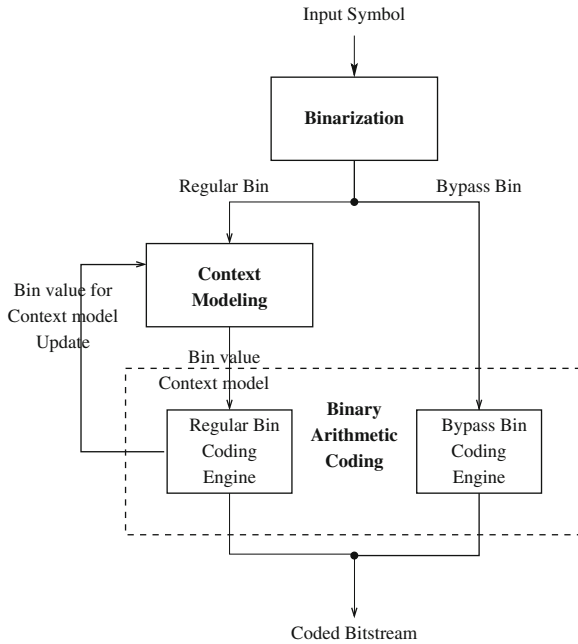 Input Symbol
Binarization
Regular Bin
Bypass Bin
Context
Modeling
Bin value for
Context model
Update
Bin value
Context model
Binary
Arithmetic
Coding
Regular Bin
Coding
Engine
Bypass Bin
Coding
Engine
Coded Bitstream